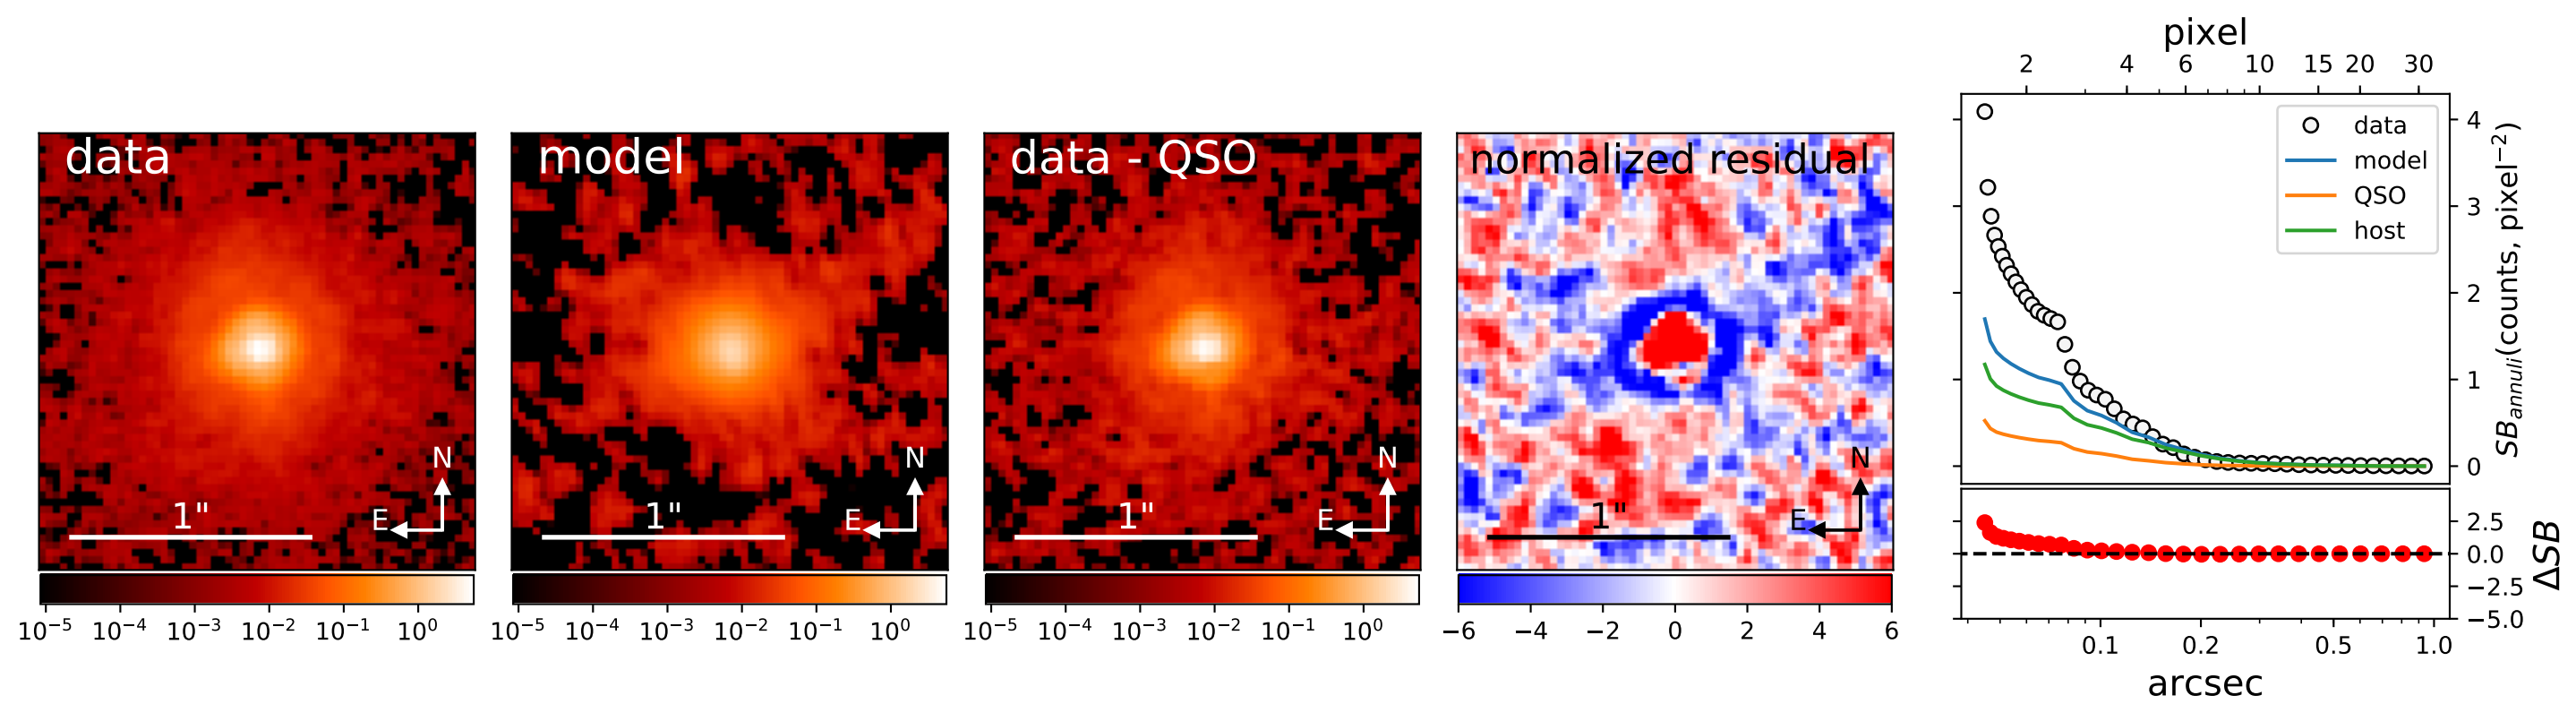 data
N
E
1"
10⁻⁵ 10⁻⁴ 10⁻³ 10⁻² 10⁻¹ 10⁰
model
N
E
1"
10⁻⁵ 10⁻⁴ 10⁻³ 10⁻² 10⁻¹ 10⁰
data - QSO
N
E
1"
10⁻⁵ 10⁻⁴ 10⁻³ 10⁻² 10⁻¹ 10⁰
normalized residual
N
E
1"
−6 −4 −2 0 2 4 6
pixel
2 4 6 10 15 20 30
data
model
QSO
host
4
3
2
1
0
SB_annuli(counts, pixel⁻²)
2.5
0.0
−2.5
−5.0
ΔSB
0.1 0.2 0.5 1.0
arcsec